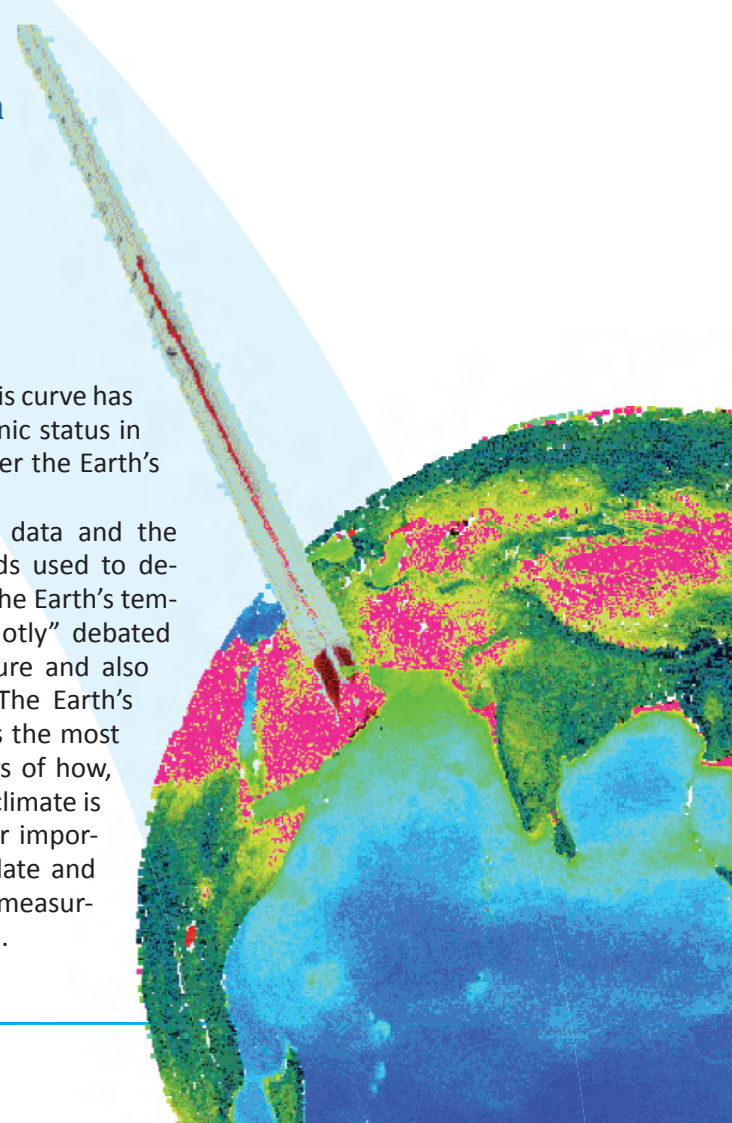 is curve has
nic status in
er the Earth's
data and the
ds used to de-
he Earth's tem-
otly” debated
ure and also
The Earth's
s the most
s of how,
climate is
r impor-
late and
measur-
.